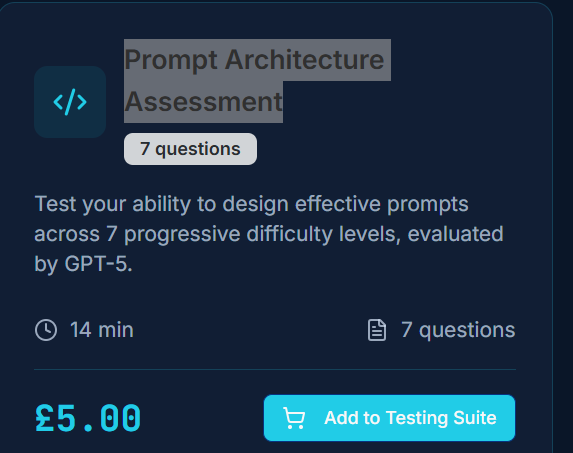 Prompt Architecture
Assessment
7 questions
Test your ability to design effective prompts
across 7 progressive difficulty levels, evaluated
by GPT-5.
14 min
7 questions
£5.00
Add to Testing Suite